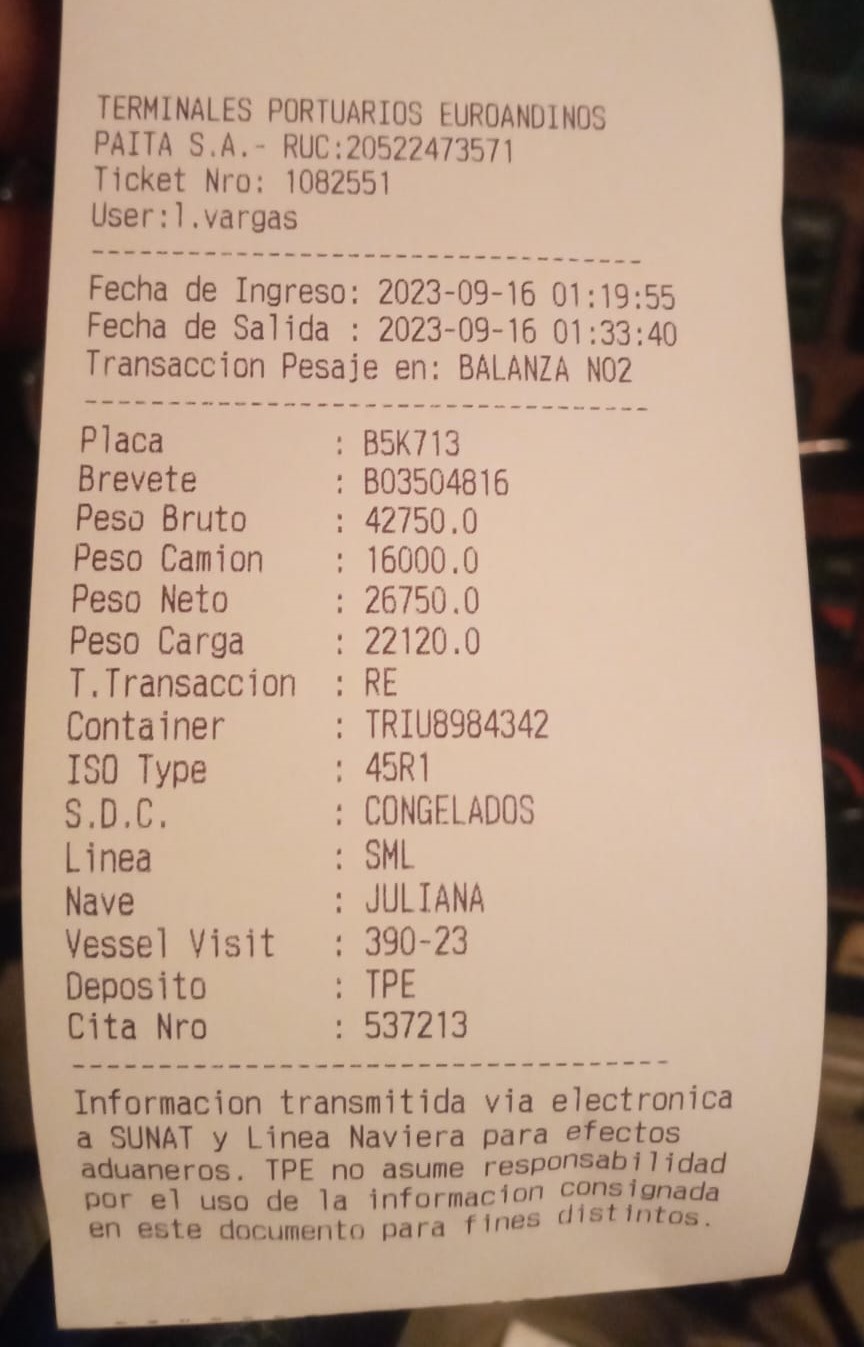 TERMINALES PORTUARIOS EUROANDINOS
PAITA S.A.- RUC:20522473571
Ticket Nro: 1082551
User:l.vargas
--------------------------------
Fecha de Ingreso: 2023-09-16 01:19:55
Fecha de Salida : 2023-09-16 01:33:40
Transaccion Pesaje en: BALANZA NO2
--------------------------------
Placa : B5K713
Brevete : B03504816
Peso Bruto : 42750.0
Peso Camion : 16000.0
Peso Neto : 26750.0
Peso Carga : 22120.0
T.Transaccion : RE
Container : TRIU8984342
ISO Type : 45R1
S.D.C. : CONGELADOS
Linea : SML
Nave : JULIANA
Vessel Visit : 390-23
Deposito : TPE
Cita Nro : 537213
--------------------------------
Informacion transmitida via electronica
a SUNAT y Linea Naviera para efectos
aduaneros. TPE no asume responsabilidad
por el uso de la informacion consignada
en este documento para fines distintos.